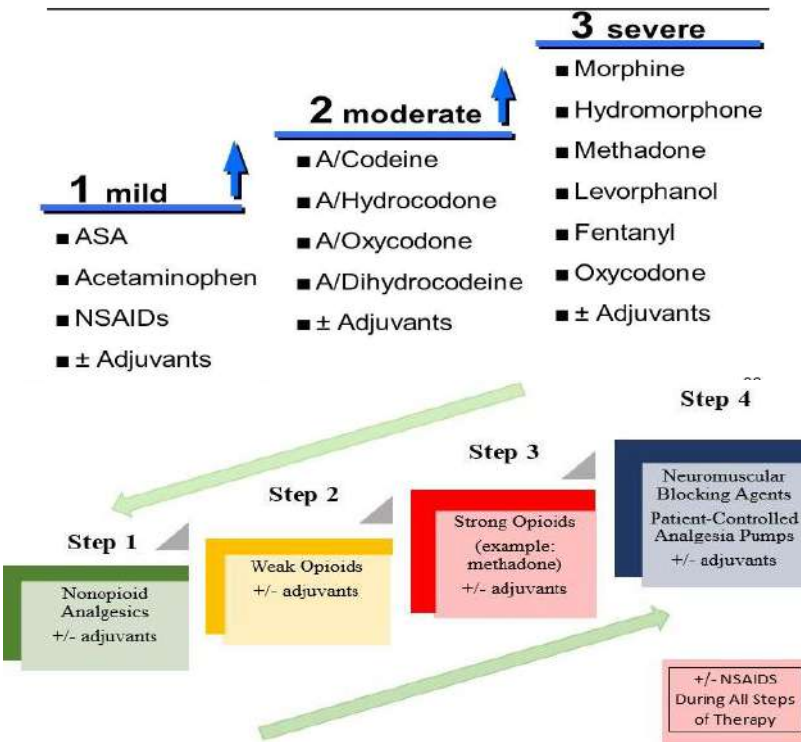 1 mild
■ ASA
■ Acetaminophen
■ NSAIDs
■ ± Adjuvants
2 moderate
■ A/Codeine
■ A/Hydrocodone
■ A/Oxycodone
■ A/Dihydrocodeine
■ ± Adjuvants
3 severe
■ Morphine
■ Hydromorphone
■ Methadone
■ Levorphanol
■ Fentanyl
■ Oxycodone
■ ± Adjuvants
Step 1
Nonopioid
Analgesics
+/- adjuvants
Step 2
Weak Opioids
+/- adjuvants
Step 3
Strong Opioids
(example:
methadone)
+/- adjuvants
Step 4
Neuromuscular
Blocking Agents
Patient-Controlled
Analgesia Pumps
+/- adjuvants
+/- NSAIDS
During All Steps
of Therapy